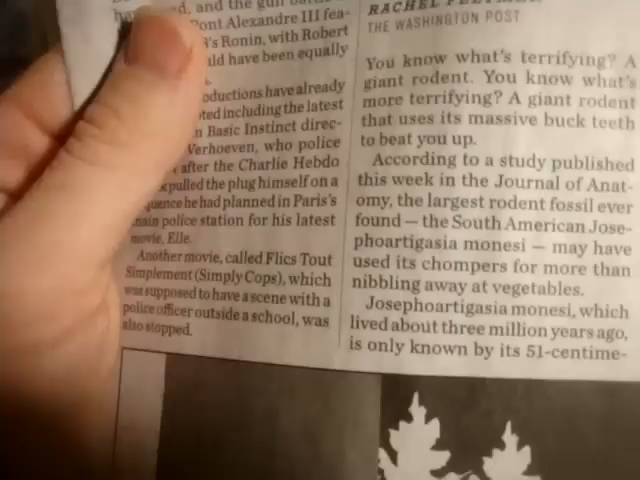 and the gun
Pont Alexandre III fea-
Ronin, with Robert
have been equally
have already
including the latest
Basic Instinct direc-
Verhoeven, who police
after the Charlie Hebdo
pulled the plug himself on a
he had planned in Paris's
police station for his latest
movie, Elle.
Another movie, called Flics Tout
Simplement (Simply Cops), which
was supposed to have a scene with a
police officer outside a school, was
also stopped.
RACHEL
THE WASHINGTON POST
You know what's terrifying? A
giant rodent. You know what's
more terrifying? A giant rodent
that uses its massive buck teeth
to beat you up.
According to a study published
this week in the Journal of Anat-
omy, the largest rodent fossil ever
found — the South American Jose-
phoartigasia monesi — may have
used its chompers for more than
nibbling away at vegetables.
Josephoartigasia monesi, which
lived about three million years ago,
is only known by its 51-centime-